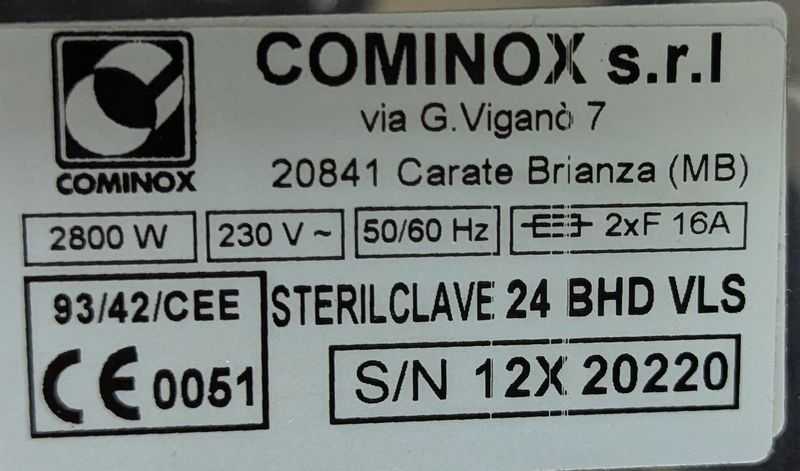 COMINOX
COMINOX s.r.l
via G.Viganò 7
20841 Carate Brianza (MB)
2800 W
230 V ~
50/60 Hz
2xF 16A
93/42/CEE
CE 0051
STERILCLAVE 24 BHD VLS
S/N 12X 20220